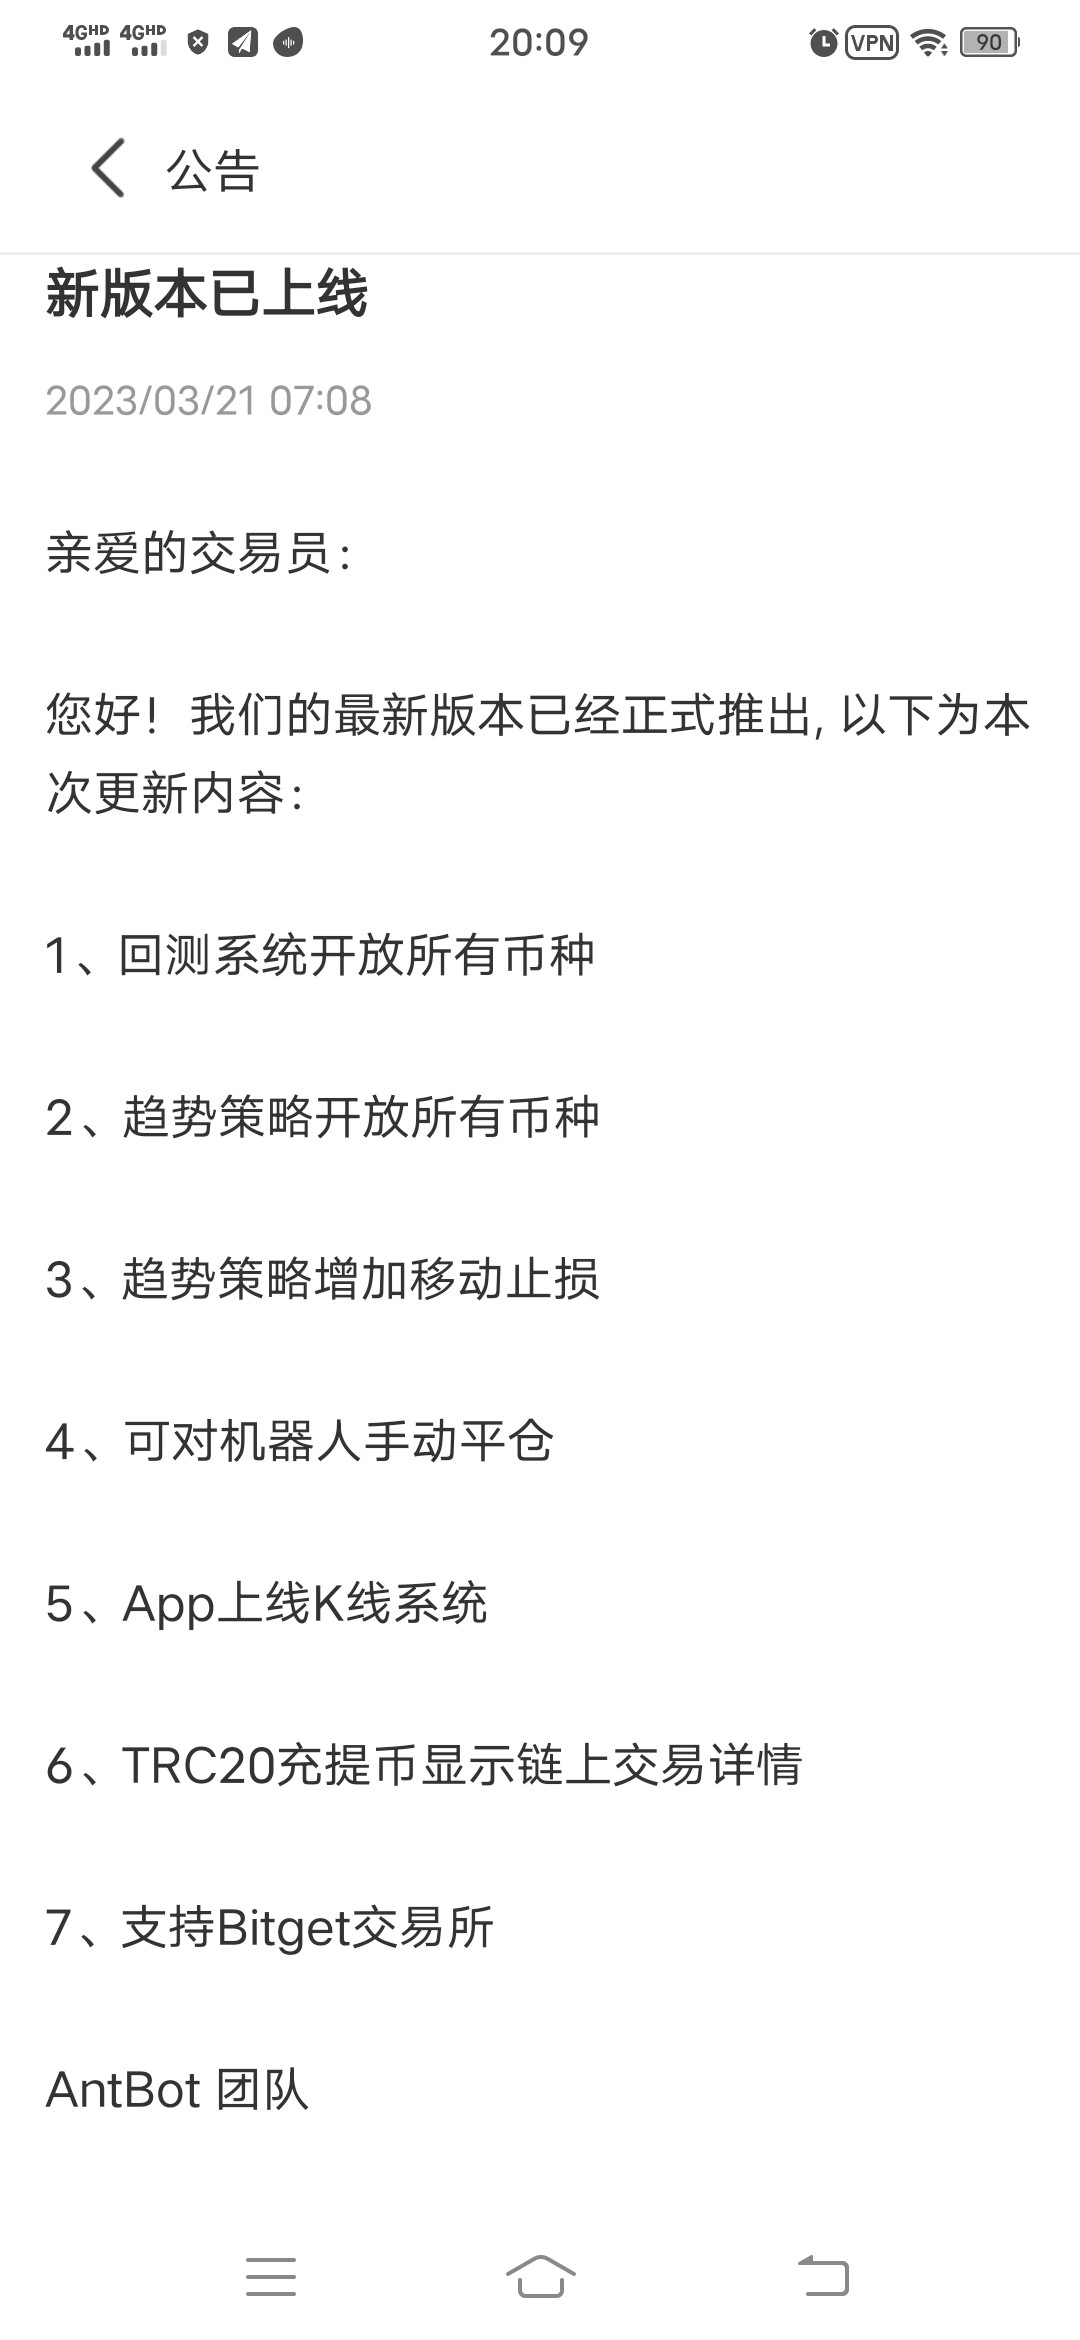 4GHD 4GHD 20:09 VPN 90
公告
新版本已上线
2023/03/21 07:08
亲爱的交易员：
您好！我们的最新版本已经正式推出, 以下为本
次更新内容：
1、回测系统开放所有币种
2、趋势策略开放所有币种
3、趋势策略增加移动止损
4、可对机器人手动平仓
5、App上线K线系统
6、TRC20充提币显示链上交易详情
7、支持Bitget交易所
AntBot 团队